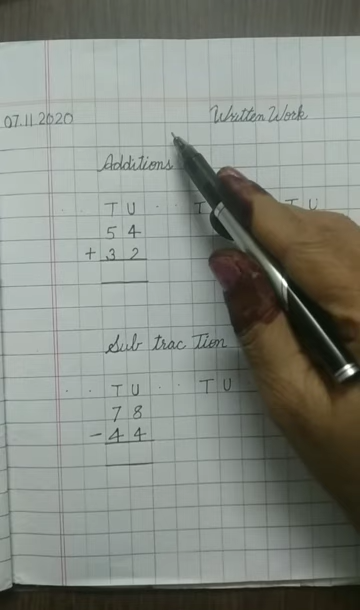 07.11.2020 Written Work
Additions
T U T T U
5 4
+ 3 2
Sub trac Tion
T U T U
7 8
- 4 4